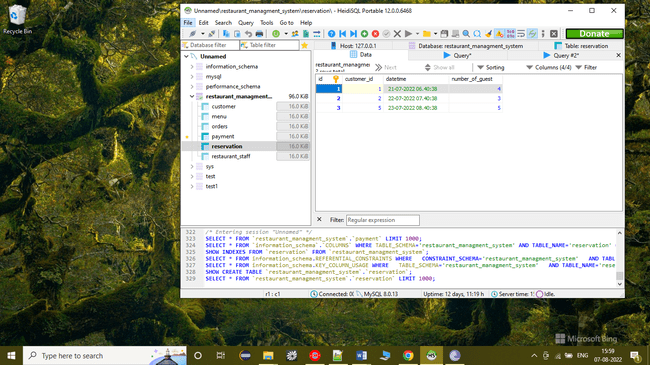 Recycle Bin
Unnamed\restaurant_managment_system\reservation\ - HeidiSQL Portable 12.0.0.6468
File Edit Search Query Tools Go to Help
Donate
Database filter Table filter
Host: 127.0.0.1 Database: restaurant_managment_system Table: reservation
Data Query* Query #2*
restaurant_managme
Next Show all Sorting Columns (4/4) Filter
Unnamed
information_schema
mysql
performance_schema
restaurant_managment... 96.0 KiB
customer 16.0 KiB
menu 16.0 KiB
orders 16.0 KiB
payment 16.0 KiB
reservation 16.0 KiB
restaurant_staff 16.0 KiB
sys
test
test1
id customer_id datetime number_of_guest
1 1 21-07-2022 06.40:38 4
2 2 22-07-2022 07.40:38 3
3 5 23-07-2022 08.40:38 5
Filter: Regular expression
322 /* Entering session "Unnamed" */
323 SELECT * FROM `restaurant_managment_system`.`payment` LIMIT 1000;
324 SELECT * FROM `information_schema`.`COLUMNS` WHERE TABLE_SCHEMA='restaurant_managment_system' AND TABLE_NAME='reservation'
325 SHOW INDEXES FROM `reservation` FROM `restaurant_managment_system`;
326 SELECT * FROM information_schema.REFERENTIAL_CONSTRAINTS WHERE CONSTRAINT_SCHEMA='restaurant_managment_system' AND TABL
327 SELECT * FROM information_schema.KEY_COLUMN_USAGE WHERE TABLE_SCHEMA='restaurant_managment_system' AND TABLE_NAME='rese
328 SHOW CREATE TABLE `restaurant_managment_system`.`reservation`;
329 SELECT * FROM `restaurant_managment_system`.`reservation` LIMIT 1000;
r1 : c1 Connected: 00 MySQL 8.0.13 Uptime: 12 days, 11:19 h Server time: 1 Idle.
Microsoft Bing
Type here to search
ENG
15:59
07-08-2022